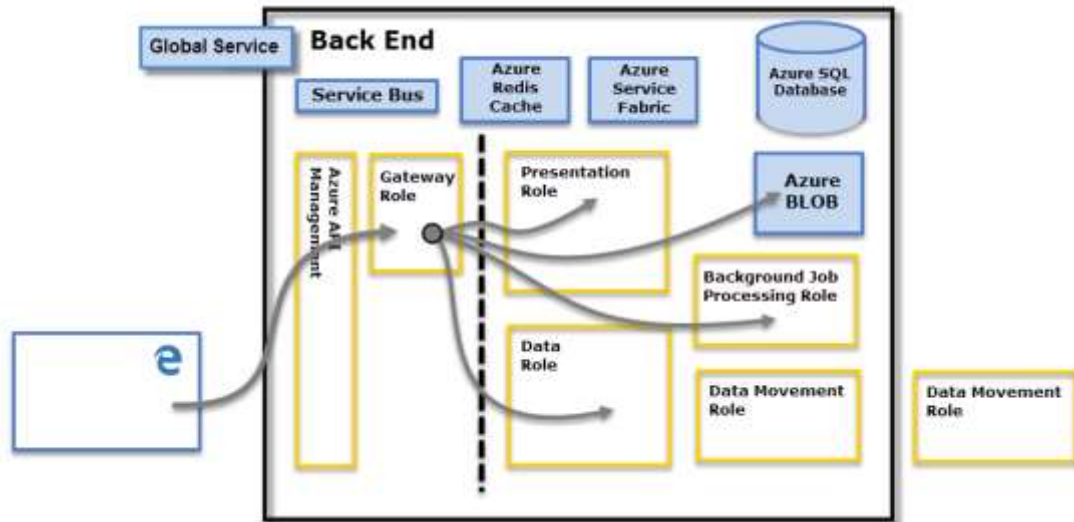 Global Service
Back End
Service Bus
Azure
Redis
Cache
Azure
Service
Fabric
Azure SQL
Database
Azure API
Management
Gateway
Role
Presentation
Role
Azure
BLOB
Background Job
Processing Role
Data
Role
Data Movement
Role
Data Movement
Role